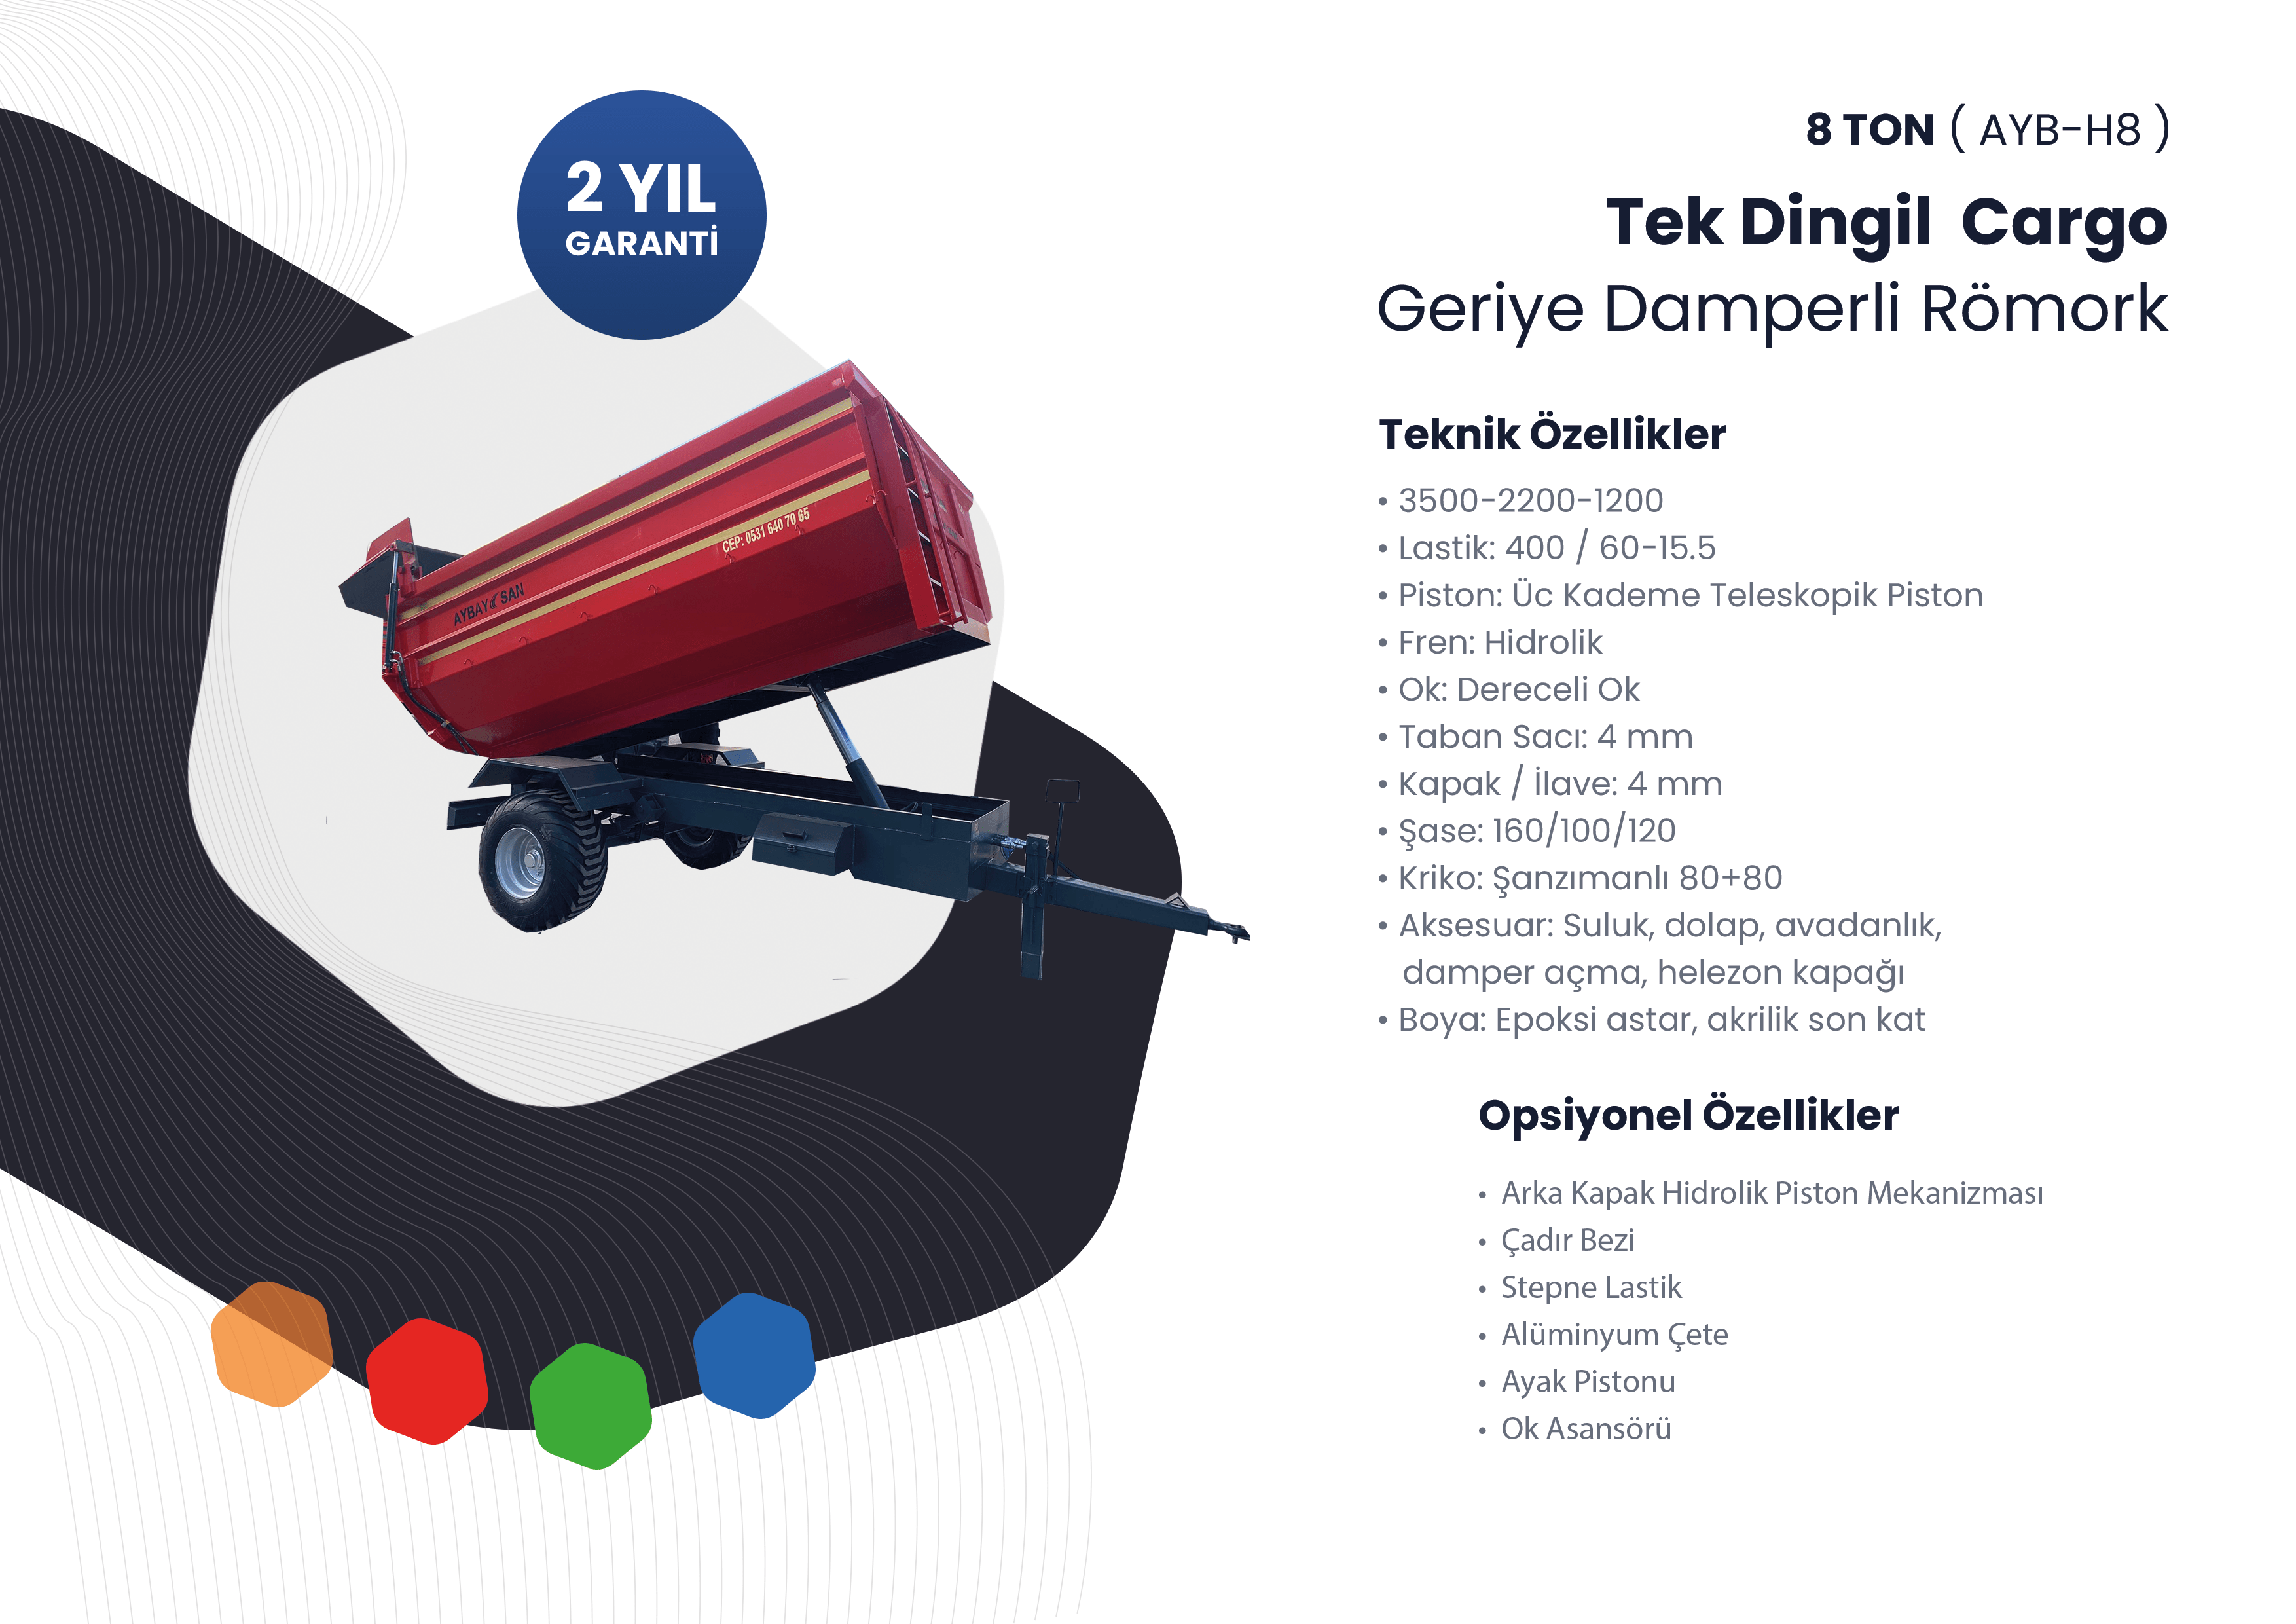 2 YIL
GARANTİ
8 TON ( AYB-H8 )
Tek Dingil Cargo
Geriye Damperli Römork
Teknik Özellikler
• 3500-2200-1200
• Lastik: 400 / 60-15.5
• Piston: Üc Kademe Teleskopik Piston
• Fren: Hidrolik
• Ok: Dereceli Ok
• Taban Sacı: 4 mm
• Kapak / İlave: 4 mm
• Şase: 160/100/120
• Kriko: Şanzımanlı 80+80
• Aksesuar: Suluk, dolap, avadanlık,
damper açma, helezon kapağı
• Boya: Epoksi astar, akrilik son kat
Opsiyonel Özellikler
• Arka Kapak Hidrolik Piston Mekanizması
• Çadır Bezi
• Stepne Lastik
• Alüminyum Çete
• Ayak Pistonu
• Ok Asansörü
AYBAY SAN
CEP: 0531 640 70 65